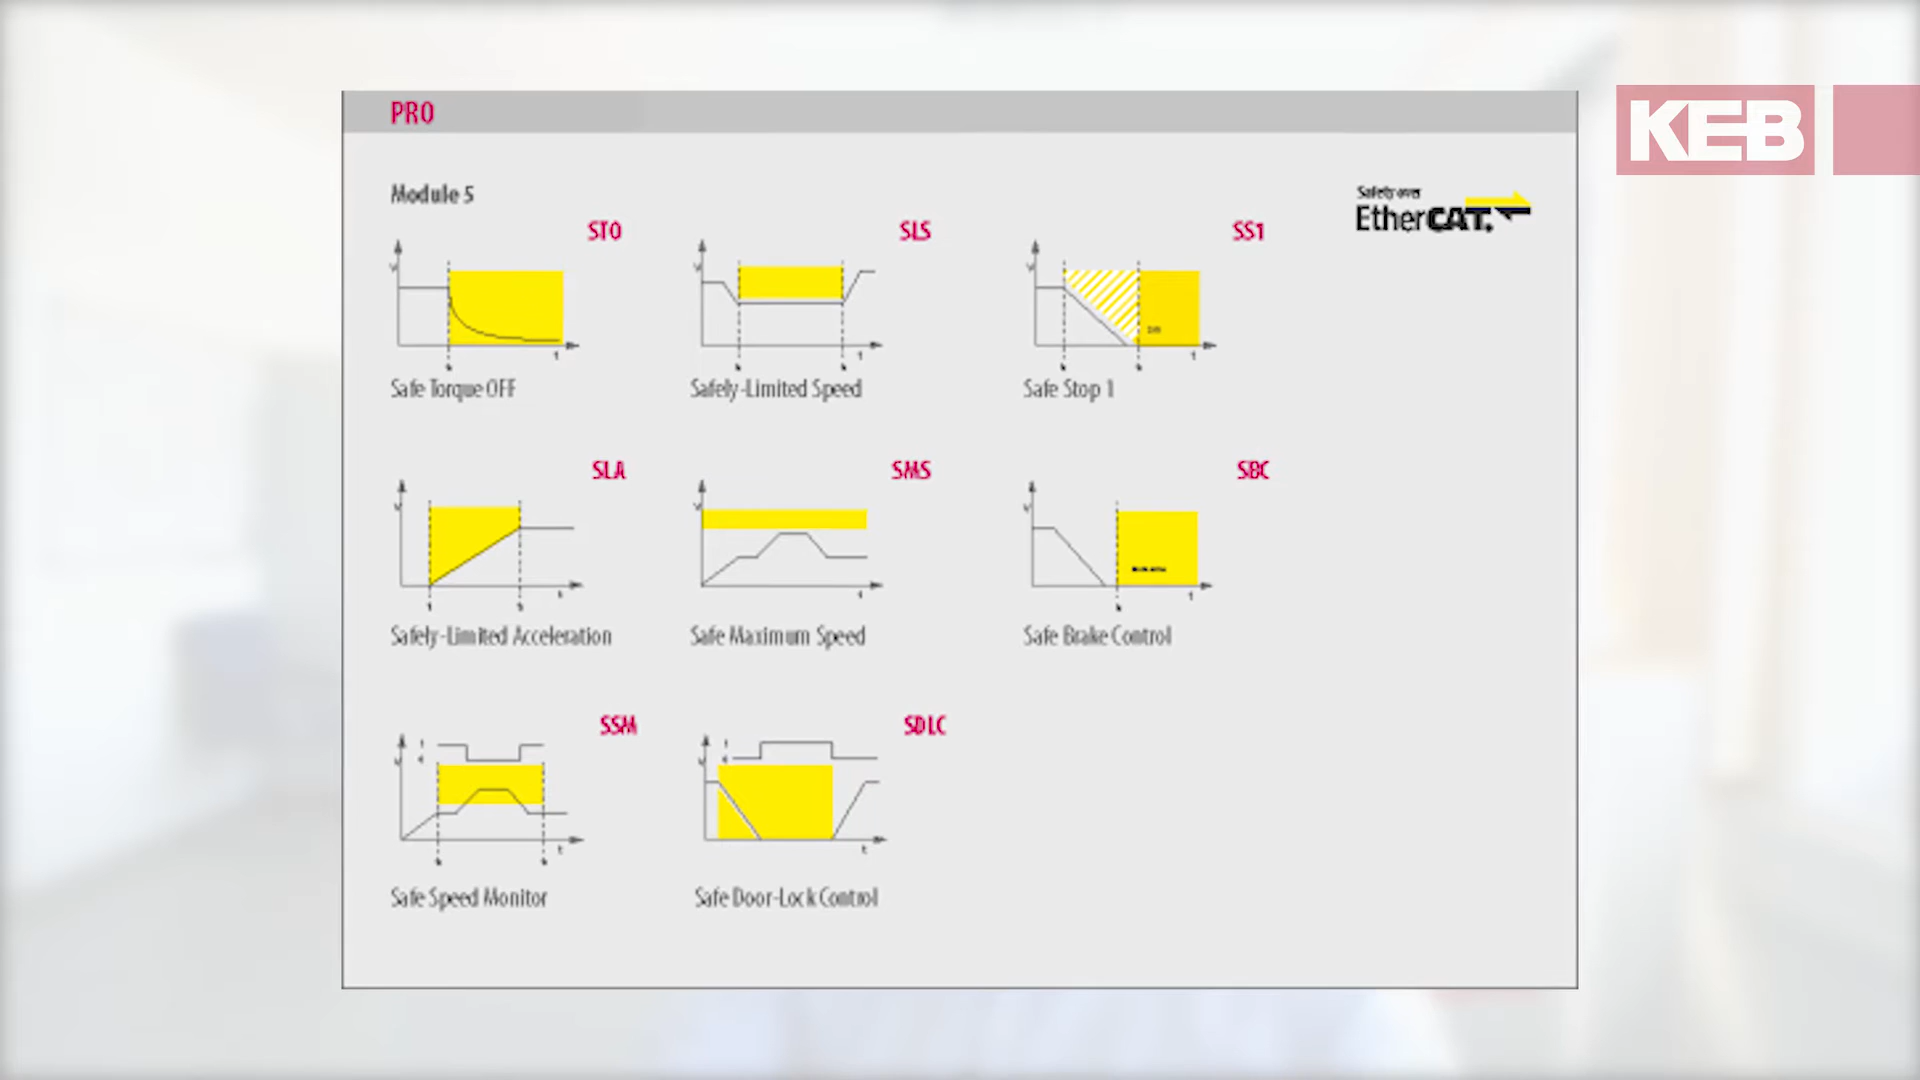 PRO
KEB
Module 5
Safety over
EtherCAT.
STO
SLS
SS1
Safe Torque OFF
Safely-Limited Speed
Safe Stop 1
SLA
SMS
SBC
Safely-Limited Acceleration
Safe Maximum Speed
Safe Brake Control
SSM
SDLC
Safe Speed Monitor
Safe Door-Lock Control